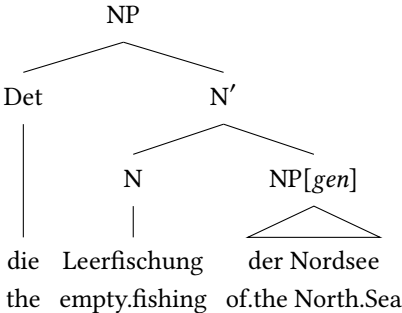 NP
Det N′
N NP[gen]
die Leerfischung der Nordsee
the empty.fishing of.the North.Sea